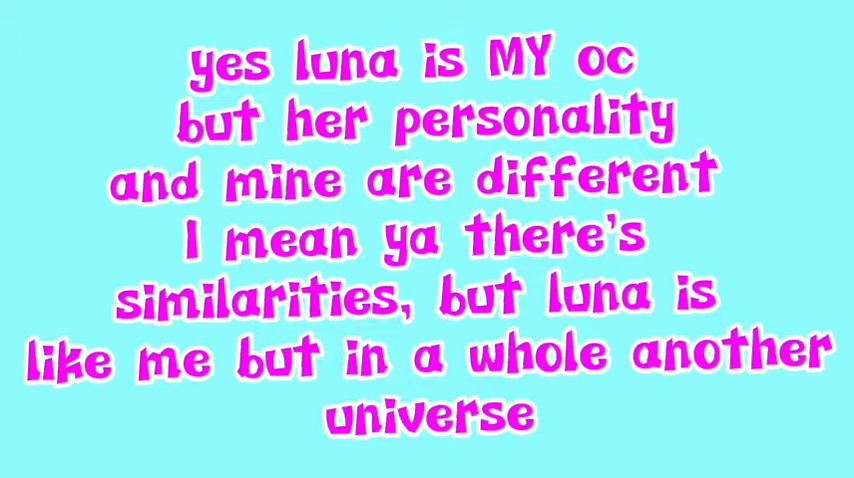 yes luna is MY oc
but her personality
and mine are different
I mean ya there's
similarities, but luna is
like me but in a whole another
universe